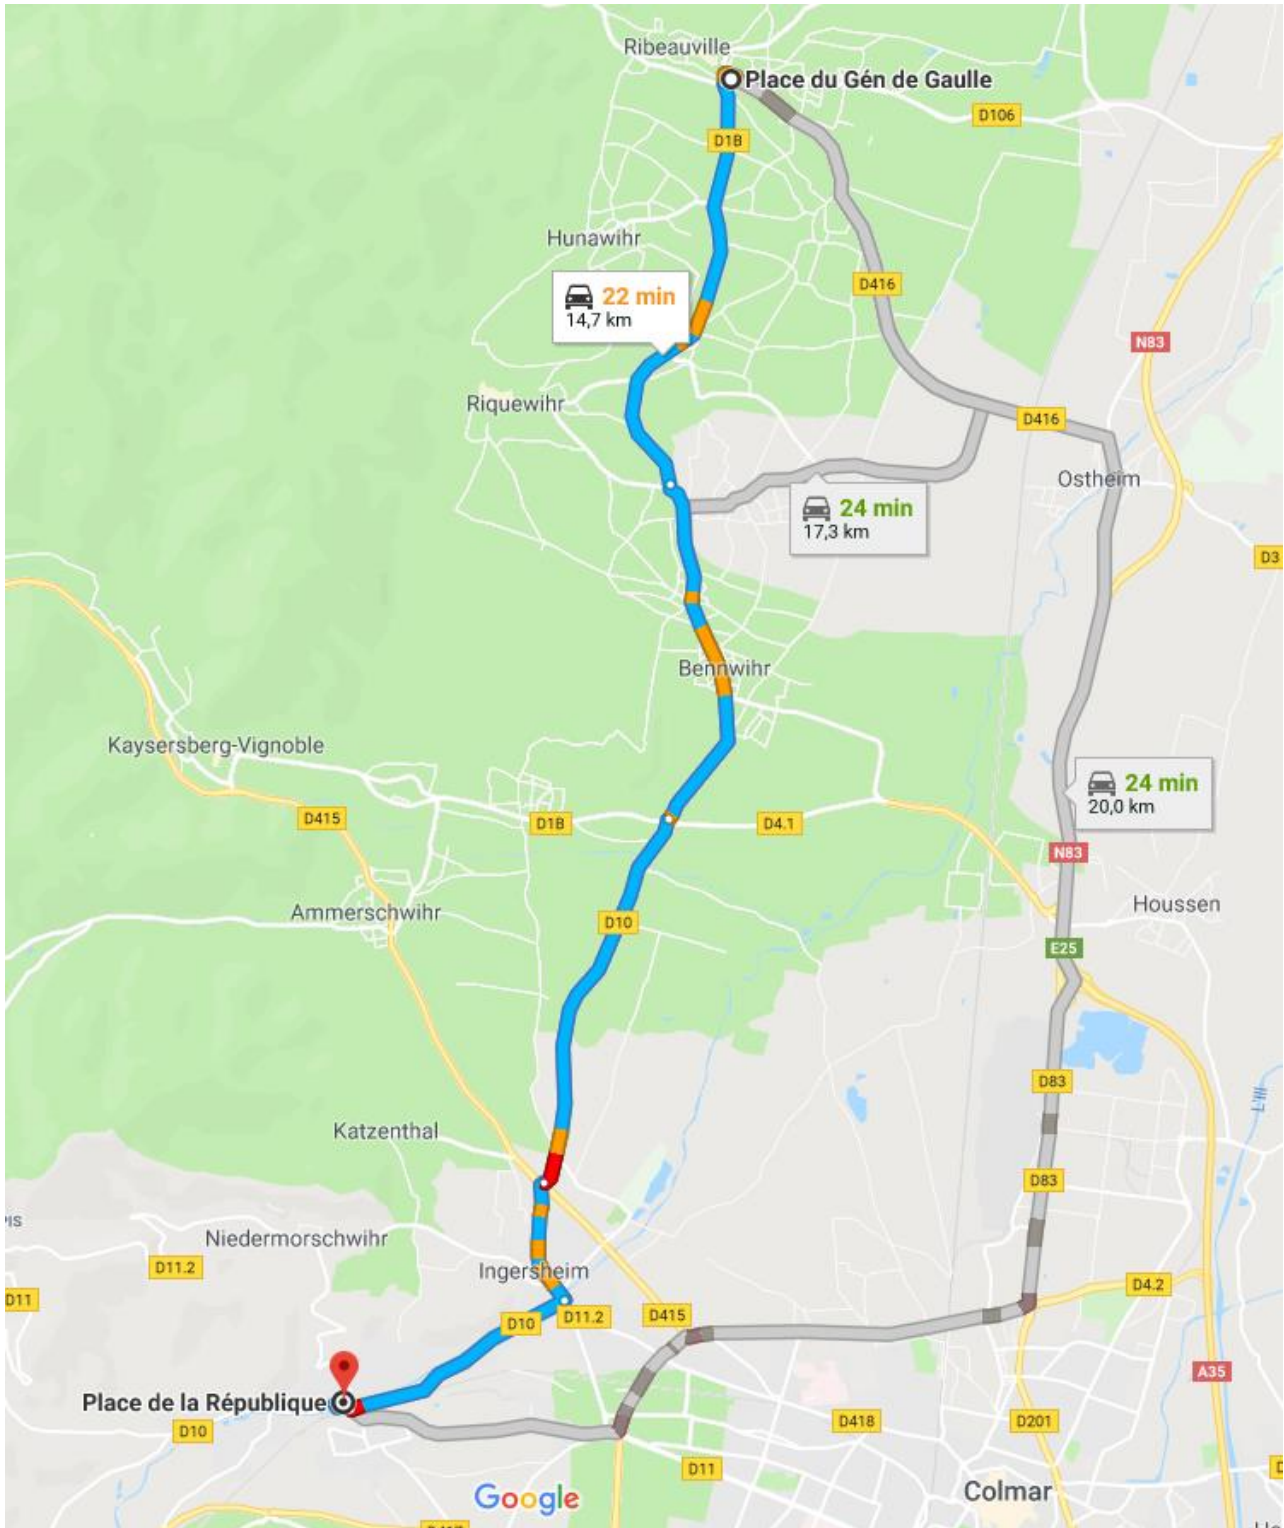 Ribeauville
Place du Gén de Gaulle
D106
D1B
Hunawihr
D416
22 min
14,7 km
N83
Riquewihr
D416
Ostheim
24 min
17,3 km
D3
Bennwihr
Kaysersberg-Vignoble
24 min
20,0 km
D415
D1B
D4.1
N83
Houssen
Ammerschwihr
D10
E25
D83
L'Ill
Katzenthal
D83
Niedermorschwihr
D11.2
Ingersheim
D4.2
D11
D10
D11.2
D415
A35
Place de la République
D10
D418
D201
D11
Google
Colmar